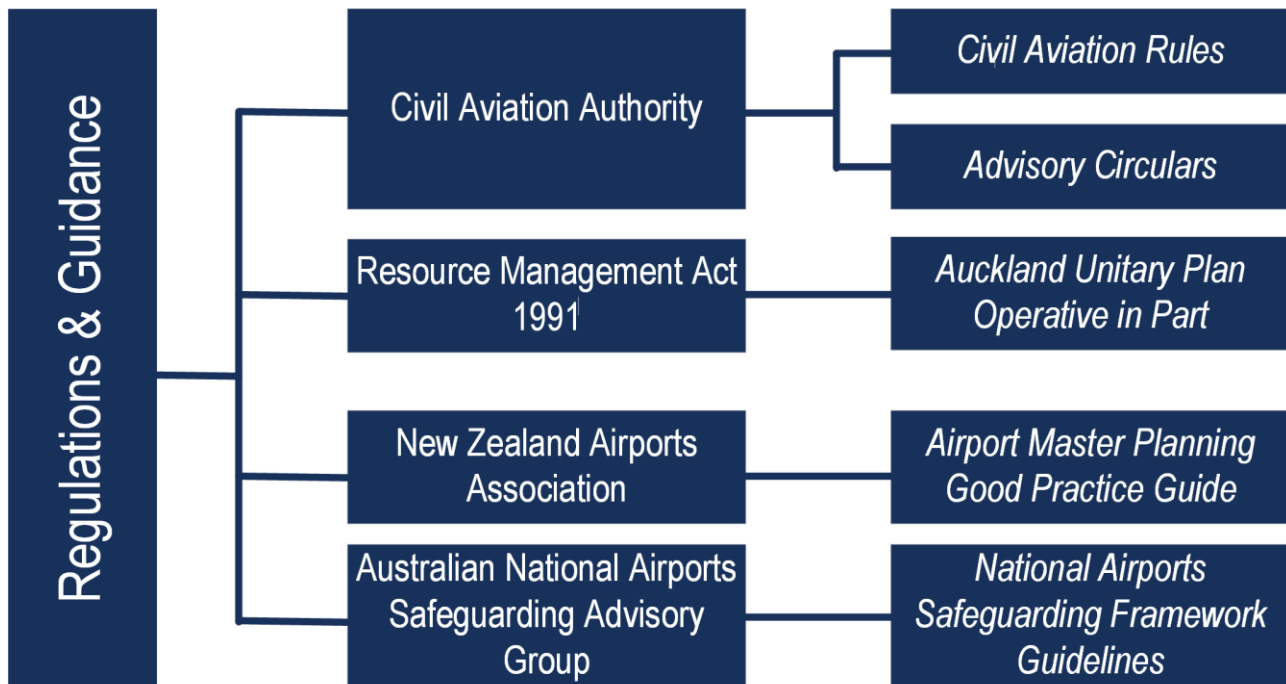 Regulations & Guidance
Civil Aviation Authority
Civil Aviation Rules
Advisory Circulars
Resource Management Act
1991
Auckland Unitary Plan
Operative in Part
New Zealand Airports
Association
Airport Master Planning
Good Practice Guide
Australian National Airports
Safeguarding Advisory
Group
National Airports
Safeguarding Framework
Guidelines